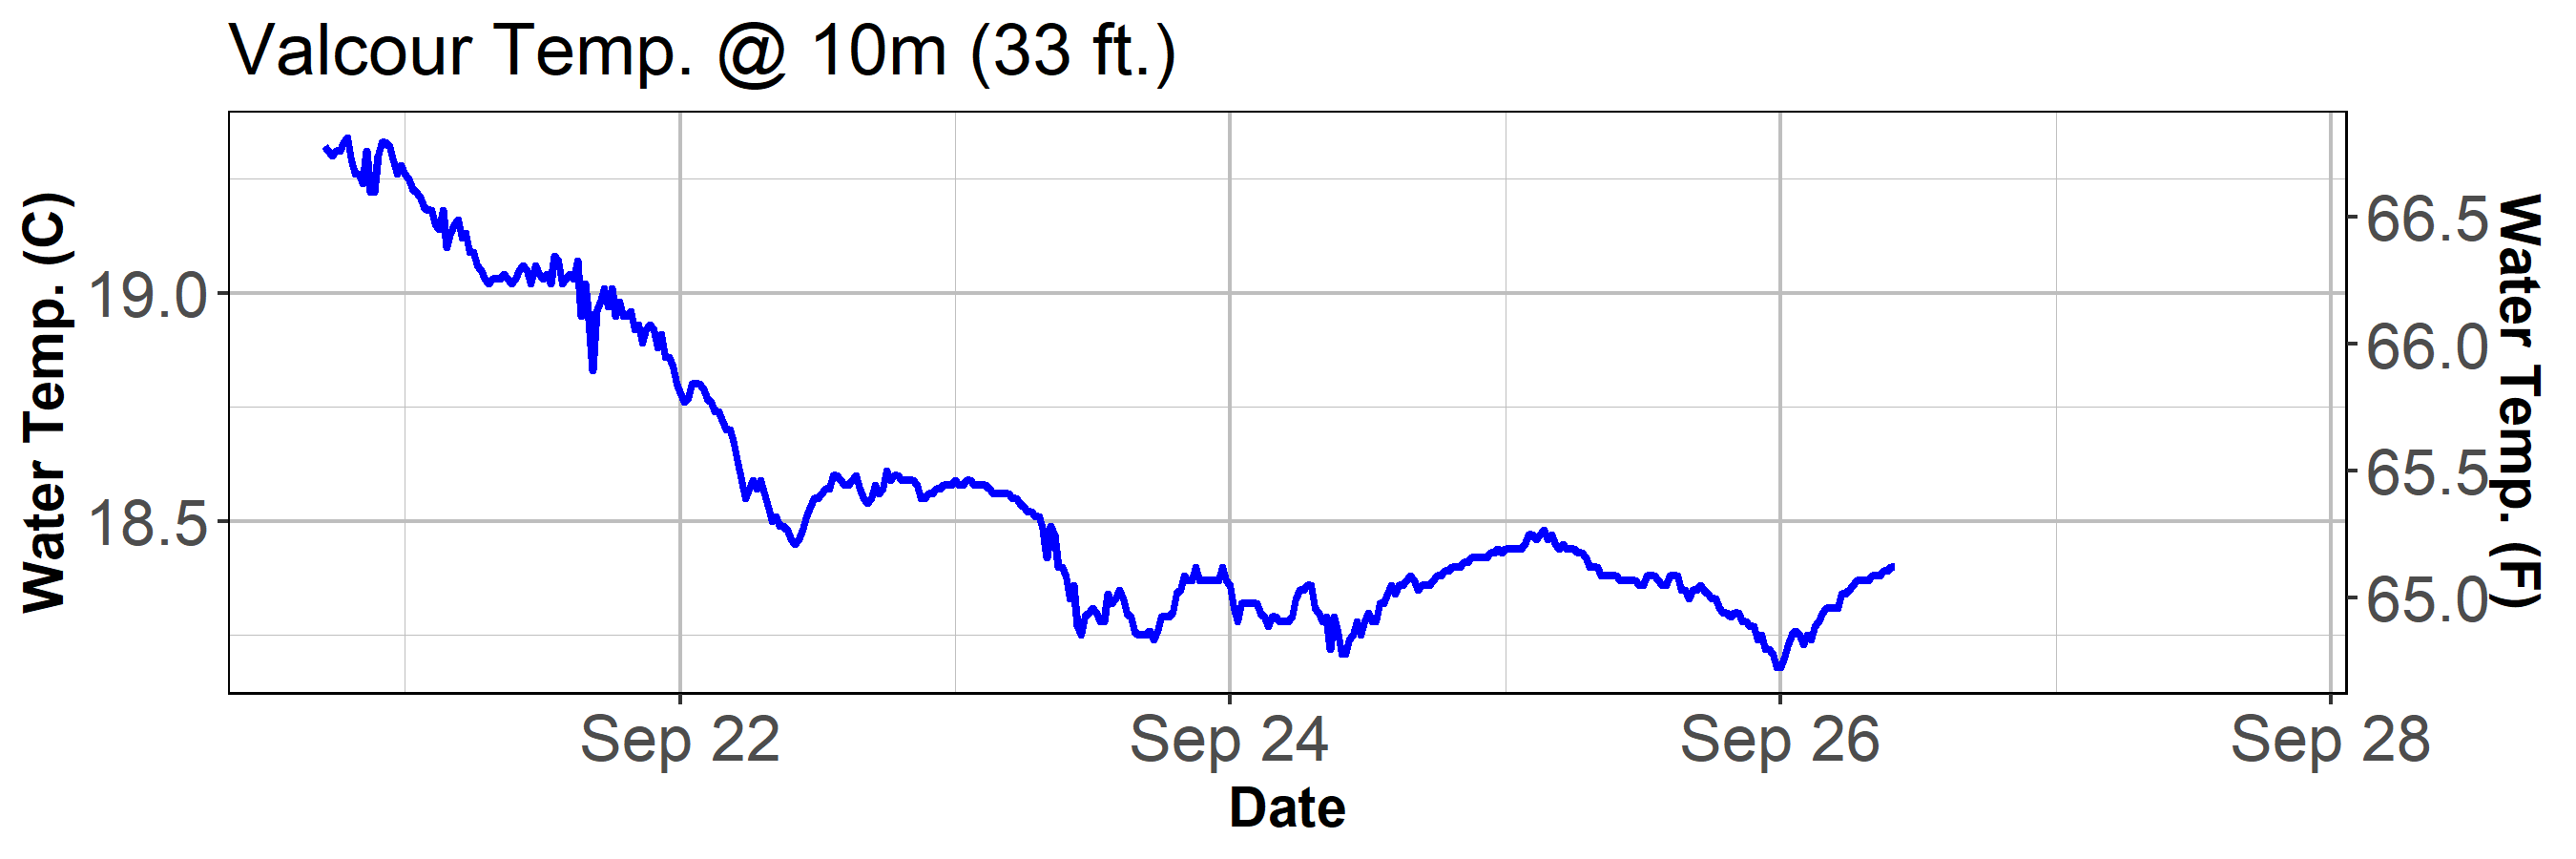 Valcour Temp. @ 10m (33 ft.)
Water Temp. (C)
19.0
18.5
66.5
66.0
65.5
65.0
Water Temp. (F)
Sep 22
Sep 24
Sep 26
Sep 28
Date